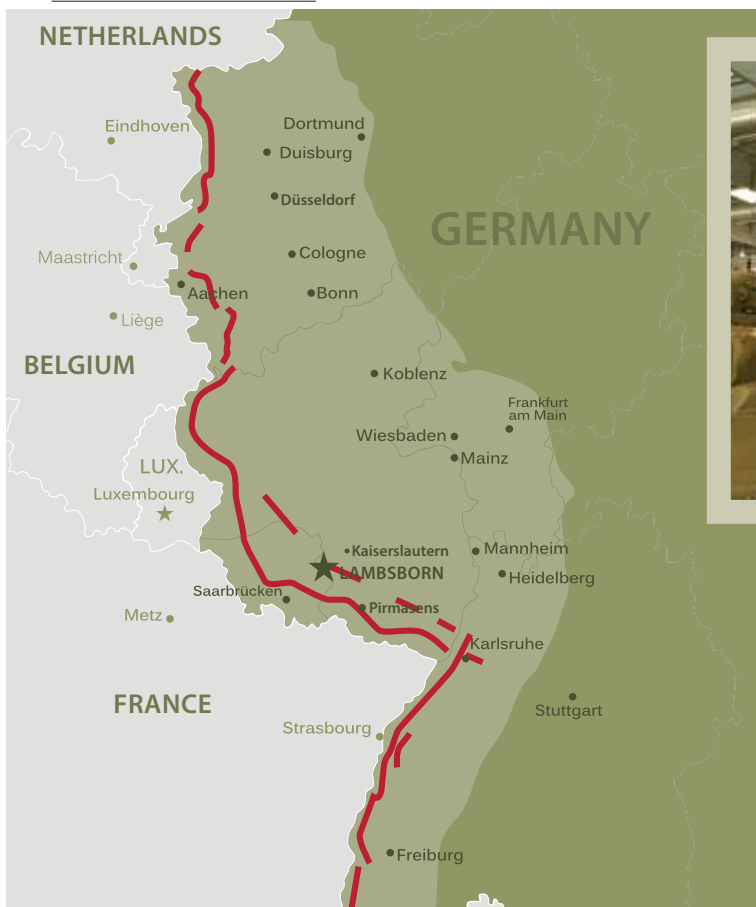 NETHERLANDS
Eindhoven
Dortmund
Duisburg
Düsseldorf
GERMANY
Maastricht
Cologne
Aachen
Bonn
Liège
BELGIUM
Koblenz
Frankfurt
am Main
Wiesbaden
Mainz
LUX.
Luxembourg
Kaiserslautern
Mannheim
LAMBSBORN
Heidelberg
Saarbrücken
Pirmasens
Metz
Karlsruhe
FRANCE
Stuttgart
Strasbourg
Freiburg